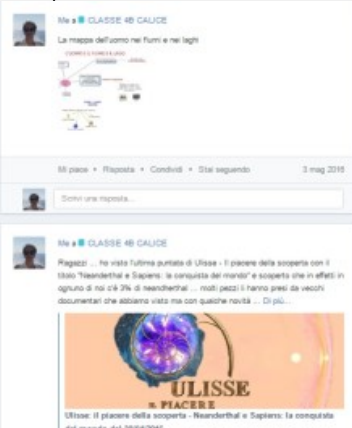 Me a CLASSE 4B CALICE
La mappa dell'uomo nei fiumi e nei laghi
Mi piace • Risposta • Condividi • Stai seguendo 3 mag 2016
Scrivi una risposta...
Me a CLASSE 4B CALICE
Ragazzi ... ho visto l'ultima puntata di Ulisse - Il piacere della scoperta con il
titolo "Neanderthal e Sapiens: la conquista del mondo" e scoperto che in effetti in
ognuno di noi c'è 3% di neandherthal ... molti pezzi li hanno presi da vecchi
documentari che abbiamo visto ma con qualche novità ... Di più...
ULISSE
IL PIACERE
Ulisse: il piacere della scoperta - Neanderthal e Sapiens: la conquista
del mondo del